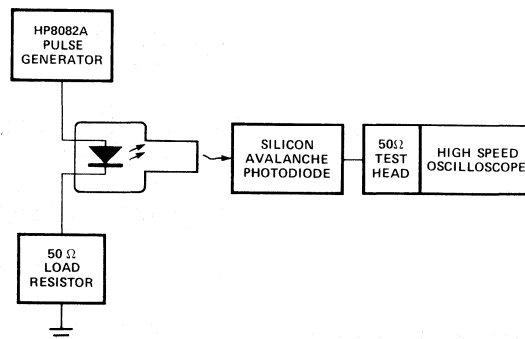 HP8082A
PULSE
GENERATOR
SILICON
AVALANCHE
PHOTODIODE
50Ω
TEST
HEAD
HIGH SPEED
OSCILLOSCOPE
50 Ω
LOAD
RESISTOR